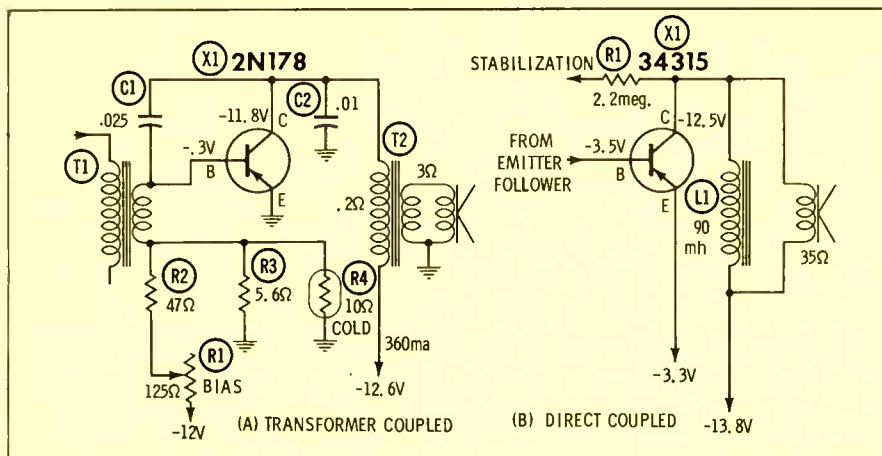 X1 2N178
C1
.025
-11.8V
C
C2
.01
-.3V
B
E
T1
T2
3Ω
.2Ω
R2
47Ω
R3
5.6Ω
R4
10Ω
COLD
R1
125Ω
BIAS
-12V
360ma
-12.6V
(A) TRANSFORMER COUPLED
X1
R1 34315
STABILIZATION
2.2meg.
C
-12.5V
-3.5V
FROM
EMITTER
FOLLOWER
B
E
L1
90
mh
35Ω
-3.3V
-13.8V
(B) DIRECT COUPLED